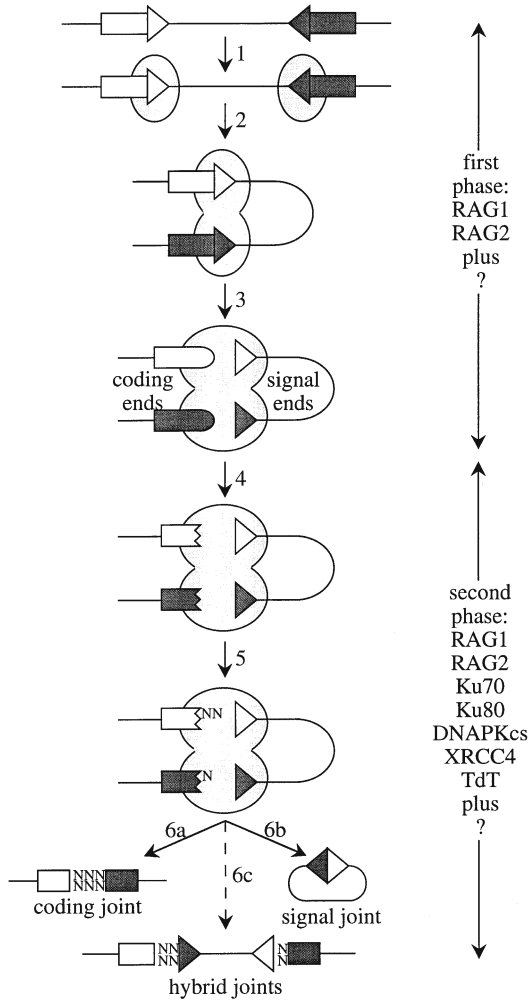 1
2
first
phase:
RAG1
RAG2
plus
?
3
coding
ends
signal
ends
4
5
second
phase:
RAG1
RAG2
Ku70
Ku80
DNAPKcs
XRCC4
TdT
plus
?
NN
N
6a
6b
6c
NNN
NNN
coding joint
signal joint
NN
NN
N
N
hybrid joints